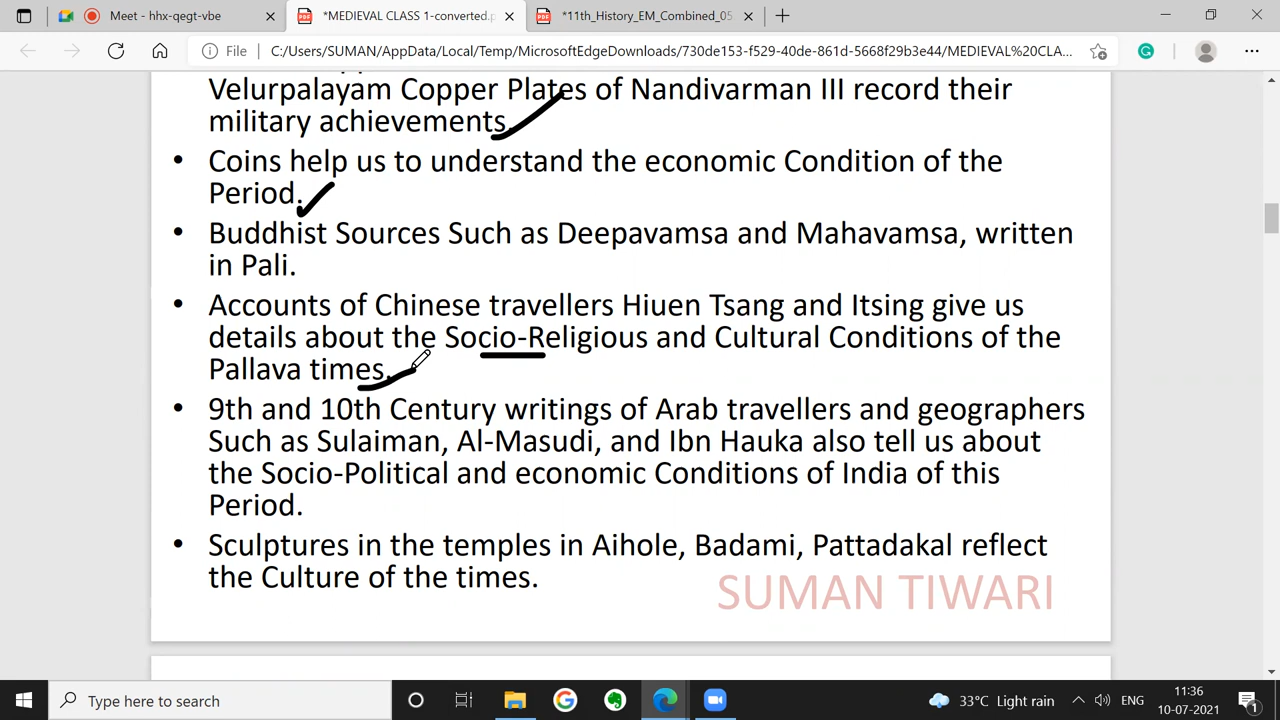 Meet - hhx-qegt-vbe
*MEDIEVAL CLASS 1-converted.p
*11th_History_EM_Combined_05
File
C:/Users/SUMAN/AppData/Local/Temp/MicrosoftEdgeDownloads/730de153-f529-40de-861d-5668f29b3e44/MEDIEVAL%20CLA...
Velurpalayam Copper Plates of Nandivarman III record their
military achievements.
• Coins help us to understand the economic Condition of the
Period.
• Buddhist Sources Such as Deepavamsa and Mahavamsa, written
in Pali.
• Accounts of Chinese travellers Hiuen Tsang and Itsing give us
details about the Socio-Religious and Cultural Conditions of the
Pallava times.
• 9th and 10th Century writings of Arab travellers and geographers
Such as Sulaiman, Al-Masudi, and Ibn Hauka also tell us about
the Socio-Political and economic Conditions of India of this
Period.
• Sculptures in the temples in Aihole, Badami, Pattadakal reflect
the Culture of the times.
SUMAN TIWARI
Type here to search
33°C Light rain
ENG
11:36
10-07-2021
1